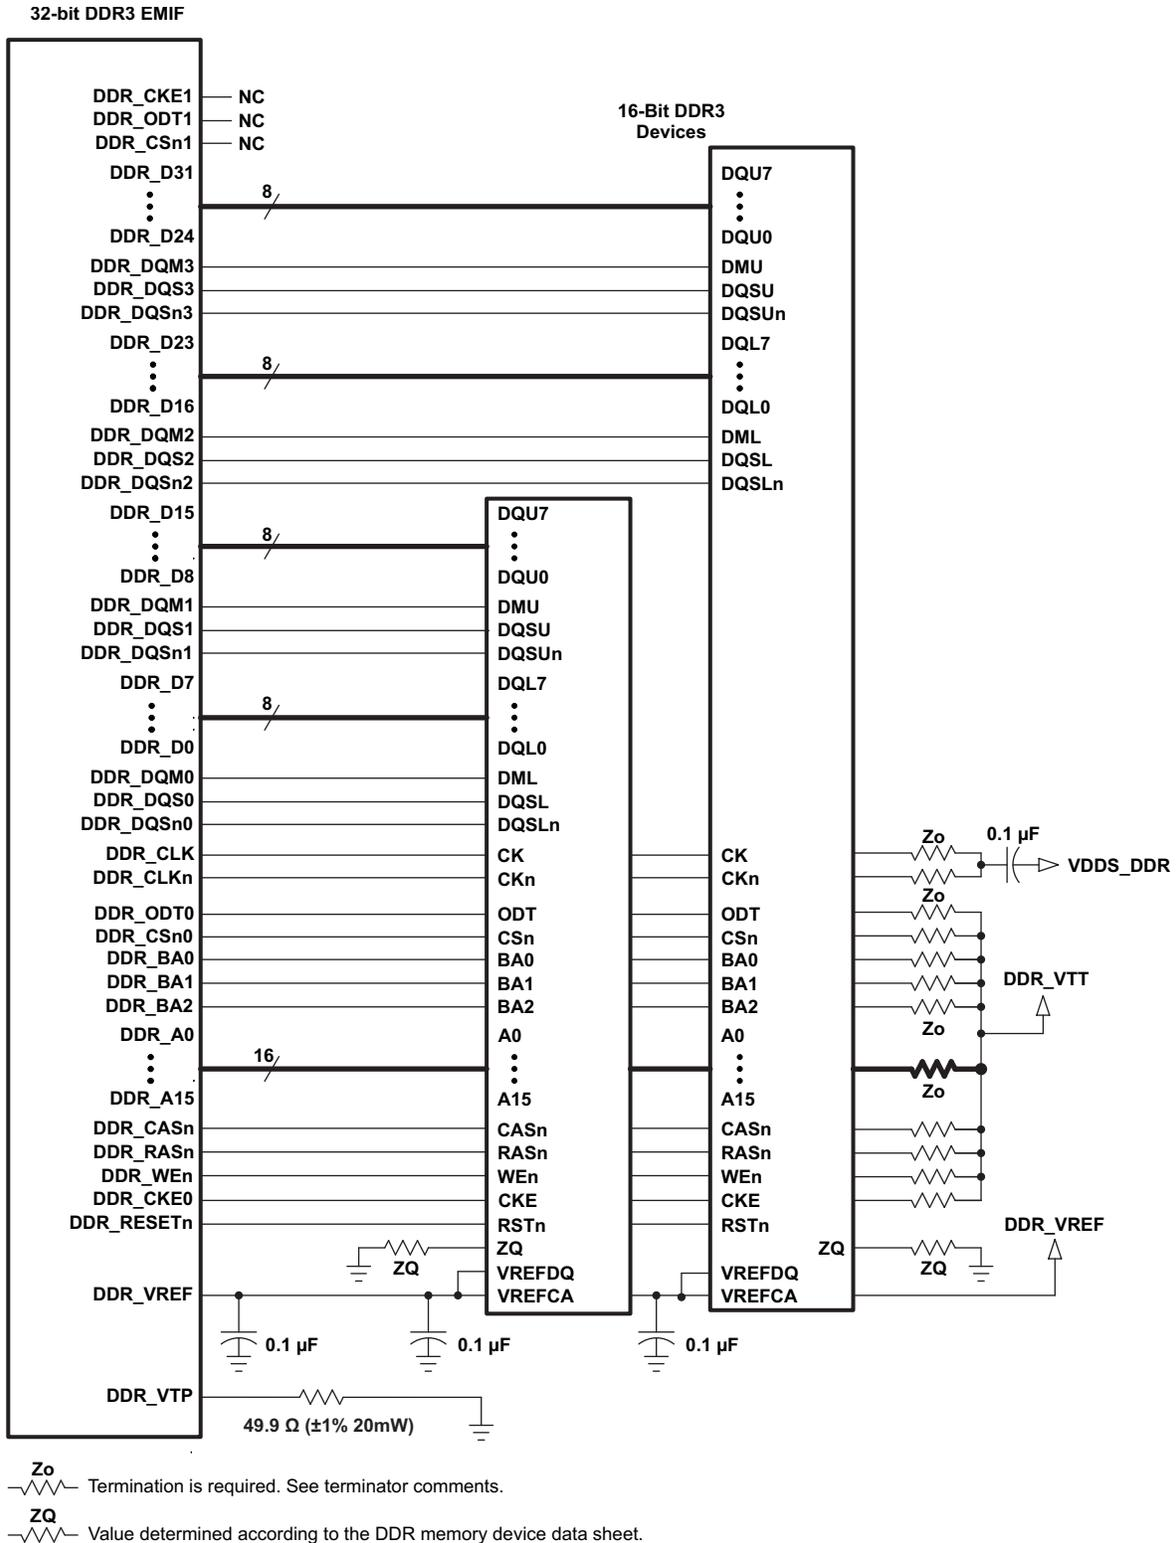 32-bit DDR3 EMIF
16-Bit DDR3
Devices
DDR_CKE1 NC
DDR_ODT1 NC
DDR_CSn1 NC
DDR_D31 DQU7
8
DDR_D24 DQU0
DDR_DQM3 DMU
DDR_DQS3 DQSU
DDR_DQSn3 DQSUn
DDR_D23 DQL7
8
DDR_D16 DQL0
DDR_DQM2 DML
DDR_DQS2 DQSL
DDR_DQSn2 DQSLn
DDR_D15 DQU7
8
DDR_D8 DQU0
DDR_DQM1 DMU
DDR_DQS1 DQSU
DDR_DQSn1 DQSUn
DDR_D7 DQL7
8
DDR_D0 DQL0
DDR_DQM0 DML
DDR_DQS0 DQSL
DDR_DQSn0 DQSLn
Zo 0.1 µF
DDR_CLK CK CK VDDS_DDR
DDR_CLKn CKn CKn
Zo
DDR_ODT0 ODT ODT
DDR_CSn0 CSn CSn
DDR_BA0 BA0 BA0
DDR_BA1 BA1 BA1 DDR_VTT
DDR_BA2 BA2 BA2
Zo
DDR_A0 A0 A0
16
Zo
DDR_A15 A15 A15
DDR_CASn CASn CASn
DDR_RASn RASn RASn
DDR_WEn WEn WEn
DDR_CKE0 CKE CKE
DDR_RESETn RSTn RSTn DDR_VREF
ZQ ZQ
ZQ ZQ
VREFDQ VREFDQ
DDR_VREF VREFCA VREFCA
0.1 µF 0.1 µF 0.1 µF
DDR_VTP
49.9 Ω (±1% 20mW)
Zo
Termination is required. See terminator comments.
ZQ
Value determined according to the DDR memory device data sheet.